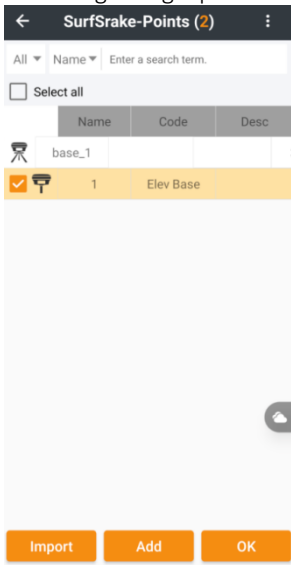 SurfSrake-Points (2)
All Name Enter a search term.
Select all
Name Code Desc
base_1
1 Elev Base
Import Add OK